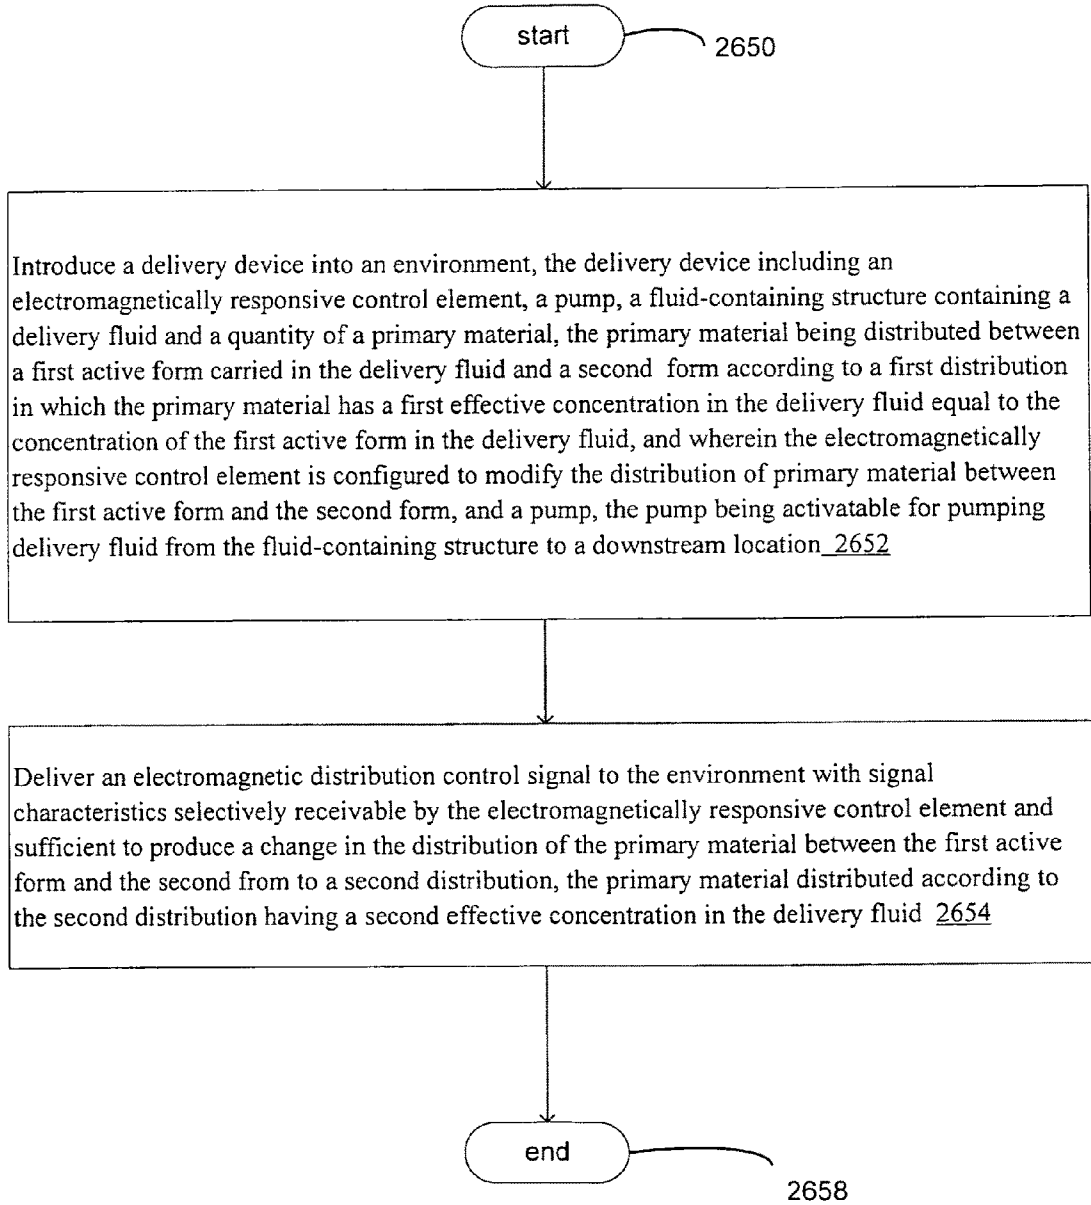 start
2650
Introduce a delivery device into an environment, the delivery device including an
electromagnetically responsive control element, a pump, a fluid-containing structure containing a
delivery fluid and a quantity of a primary material, the primary material being distributed between
a first active form carried in the delivery fluid and a second form according to a first distribution
in which the primary material has a first effective concentration in the delivery fluid equal to the
concentration of the first active form in the delivery fluid, and wherein the electromagnetically
responsive control element is configured to modify the distribution of primary material between
the first active form and the second form, and a pump, the pump being activatable for pumping
delivery fluid from the fluid-containing structure to a downstream location 2652
Deliver an electromagnetic distribution control signal to the environment with signal
characteristics selectively receivable by the electromagnetically responsive control element and
sufficient to produce a change in the distribution of the primary material between the first active
form and the second from to a second distribution, the primary material distributed according to
the second distribution having a second effective concentration in the delivery fluid 2654
end
2658